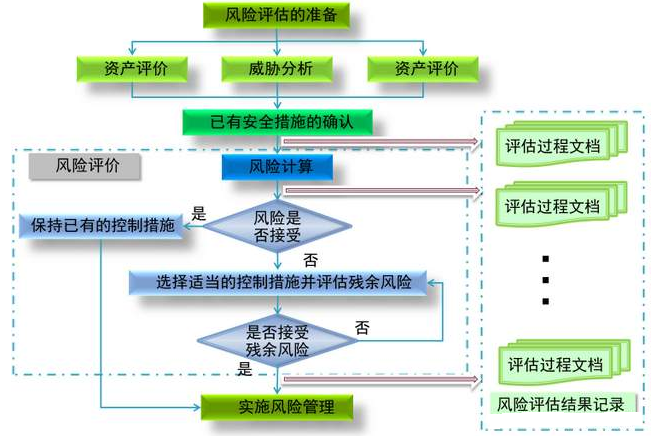 风险评估的准备
资产评价
威胁分析
资产评价
已有安全措施的确认
评估过程文档
风险评价
风险计算
评估过程文档
保持已有的控制措施
是
风险是
否接受
否
选择适当的控制措施并评估残余风险
是否接受
残余风险
否
是
评估过程文档
实施风险管理
风险评估结果记录